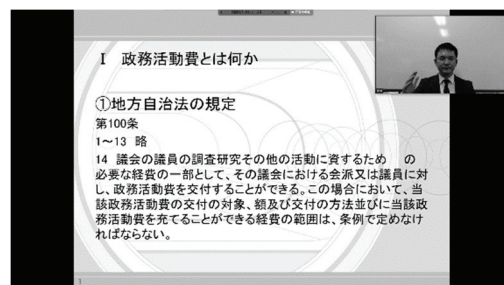 Ⅰ 政務活動費とは何か
①地方自治法の規定
第100条
1~13 略
14 議会の議員の調査研究その他の活動に資するため の
必要な経費の一部として、その議会における会派又は議員に対
し、政務活動費を交付することができる。この場合において、当
該政務活動費の交付の対象、額及び交付の方法並びに当該政
務活動費を充てることができる経費の範囲は、条例で定めなけ
ればならない。
1